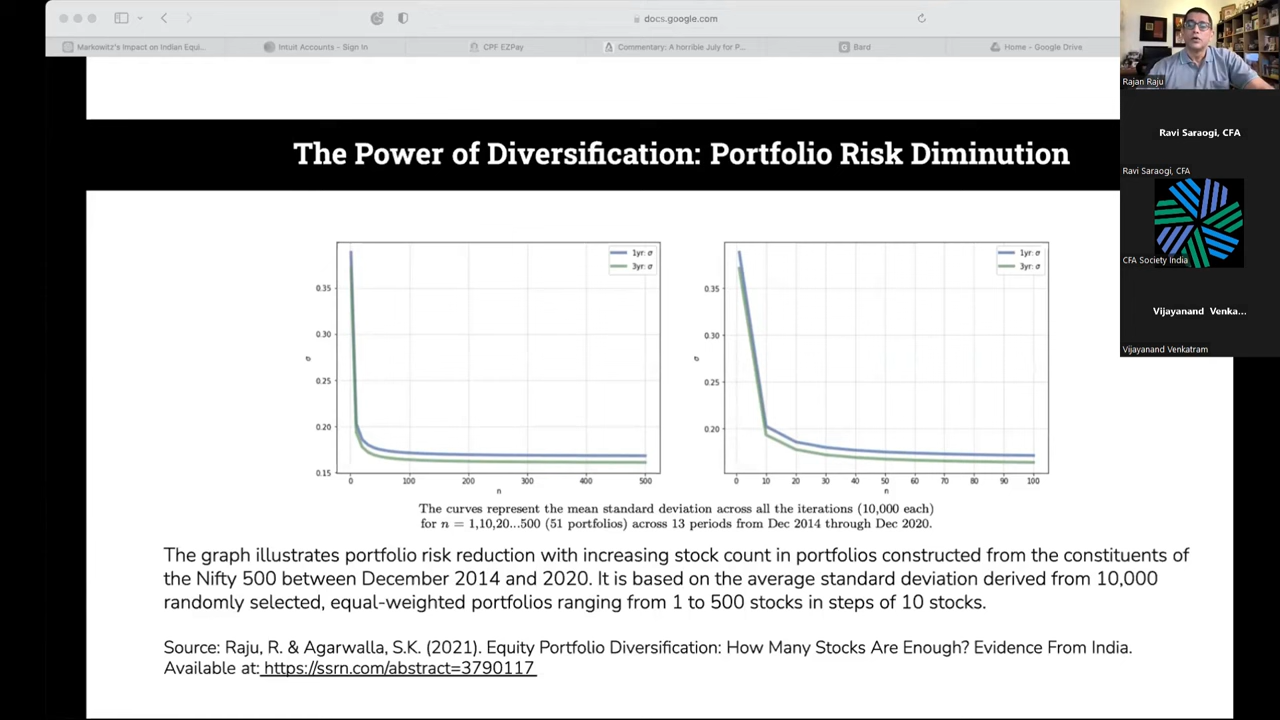 docs.google.com
Markowitz's Impact on Indian Equi...
Intuit Accounts - Sign In
CPF EZPay
Commentary: A horrible July for P...
Bard
Home - Google Drive
Rajan Raju
Ravi Saraogi, CFA
Ravi Saraogi, CFA
CFA Society India
Vijayanand Venka...
Vijayanand Venkatram
The Power of Diversification: Portfolio Risk Diminution
1yr: σ
3yr: σ
0.35
0.30
0.25
0.20
0.15
σ
0 100 200 300 400 500
n
1yr: σ
3yr: σ
0.35
0.30
0.25
0.20
σ
0 10 20 30 40 50 60 70 80 90 100
n
The curves represent the mean standard deviation across all the iterations (10,000 each)
for n = 1,10,20...500 (51 portfolios) across 13 periods from Dec 2014 through Dec 2020.
The graph illustrates portfolio risk reduction with increasing stock count in portfolios constructed from the constituents of
the Nifty 500 between December 2014 and 2020. It is based on the average standard deviation derived from 10,000
randomly selected, equal-weighted portfolios ranging from 1 to 500 stocks in steps of 10 stocks.
Source: Raju, R. & Agarwalla, S.K. (2021). Equity Portfolio Diversification: How Many Stocks Are Enough? Evidence From India.
Available at: https://ssrn.com/abstract=3790117